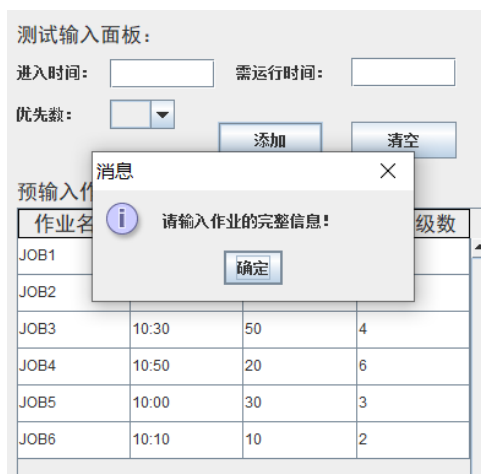 测试输入面板:
进入时间: 需运行时间:
优先数:
添加 清空
消息
预输入作
请输入作业的完整信息!
作业名 级数
确定
JOB1
JOB2
JOB3 10:30 50 4
JOB4 10:50 20 6
JOB5 10:00 30 3
JOB6 10:10 10 2